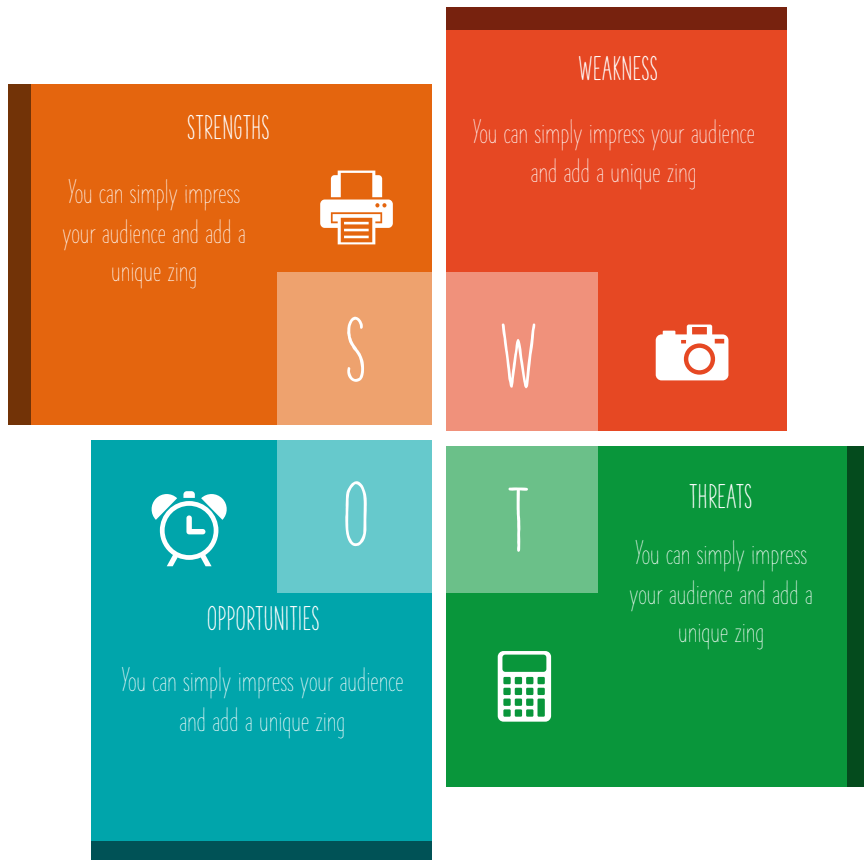 STRENGTHS
You can simply impress
your audience and add a
unique zing
S
WEAKNESS
You can simply impress your audience
and add a unique zing
W
O
OPPORTUNITIES
You can simply impress your audience
and add a unique zing
T
THREATS
You can simply impress
your audience and add a
unique zing